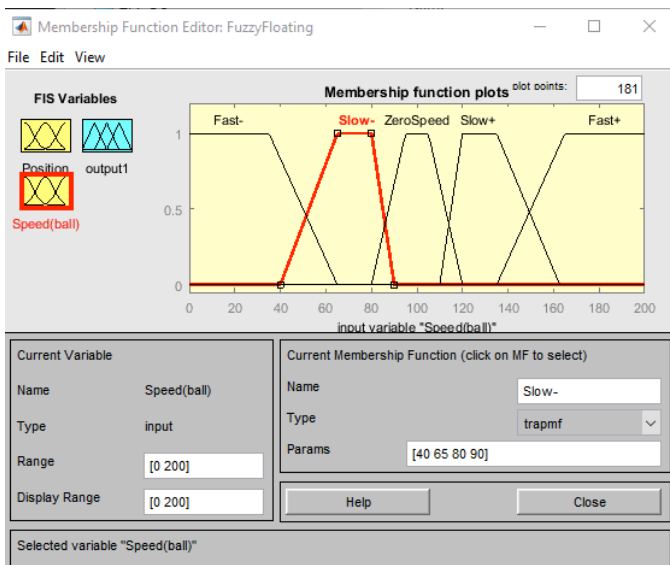 Membership Function Editor: FuzzyFloating
File Edit View
FIS Variables
Position
output1
Speed(ball)
Membership function plots
plot points:
181
Fast-
Slow-
ZeroSpeed
Slow+
Fast+
1
0.5
0
0 20 40 60 80 100 120 140 160 180 200
input variable "Speed(ball)"
Current Variable
Name Speed(ball)
Type input
Range [0 200]
Display Range [0 200]
Current Membership Function (click on MF to select)
Name Slow-
Type trapmf
Params [40 65 80 90]
Help
Close
Selected variable "Speed(ball)"